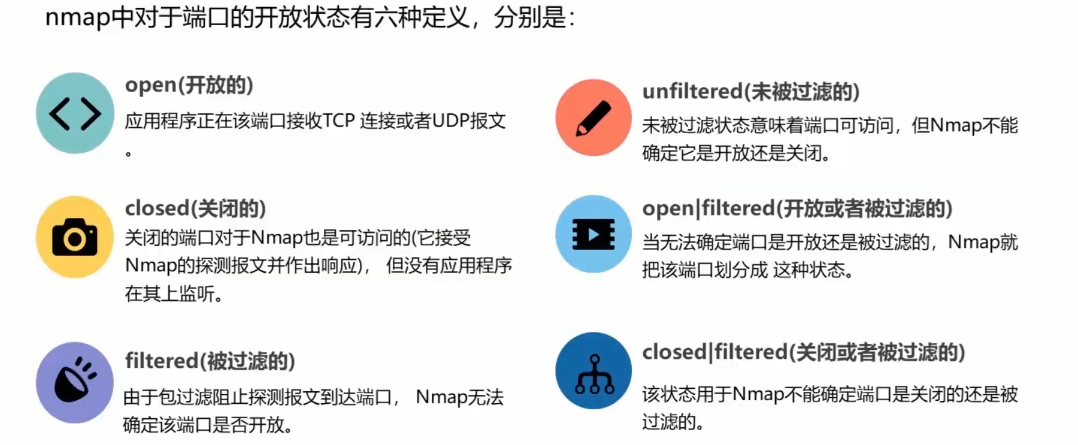 nmap中对于端口的开放状态有六种定义，分别是：
open(开放的)
应用程序正在该端口接收TCP 连接或者UDP报文
。
closed(关闭的)
关闭的端口对于Nmap也是可访问的(它接受
Nmap的探测报文并作出响应)， 但没有应用程序
在其上监听。
filtered(被过滤的)
由于包过滤阻止探测报文到达端口， Nmap无法
确定该端口是否开放。
unfiltered(未被过滤的)
未被过滤状态意味着端口可访问，但Nmap不能
确定它是开放还是关闭。
open|filtered(开放或者被过滤的)
当无法确定端口是开放还是被过滤的，Nmap就
把该端口划分成 这种状态。
closed|filtered(关闭或者被过滤的)
该状态用于Nmap不能确定端口是关闭的还是被
过滤的。